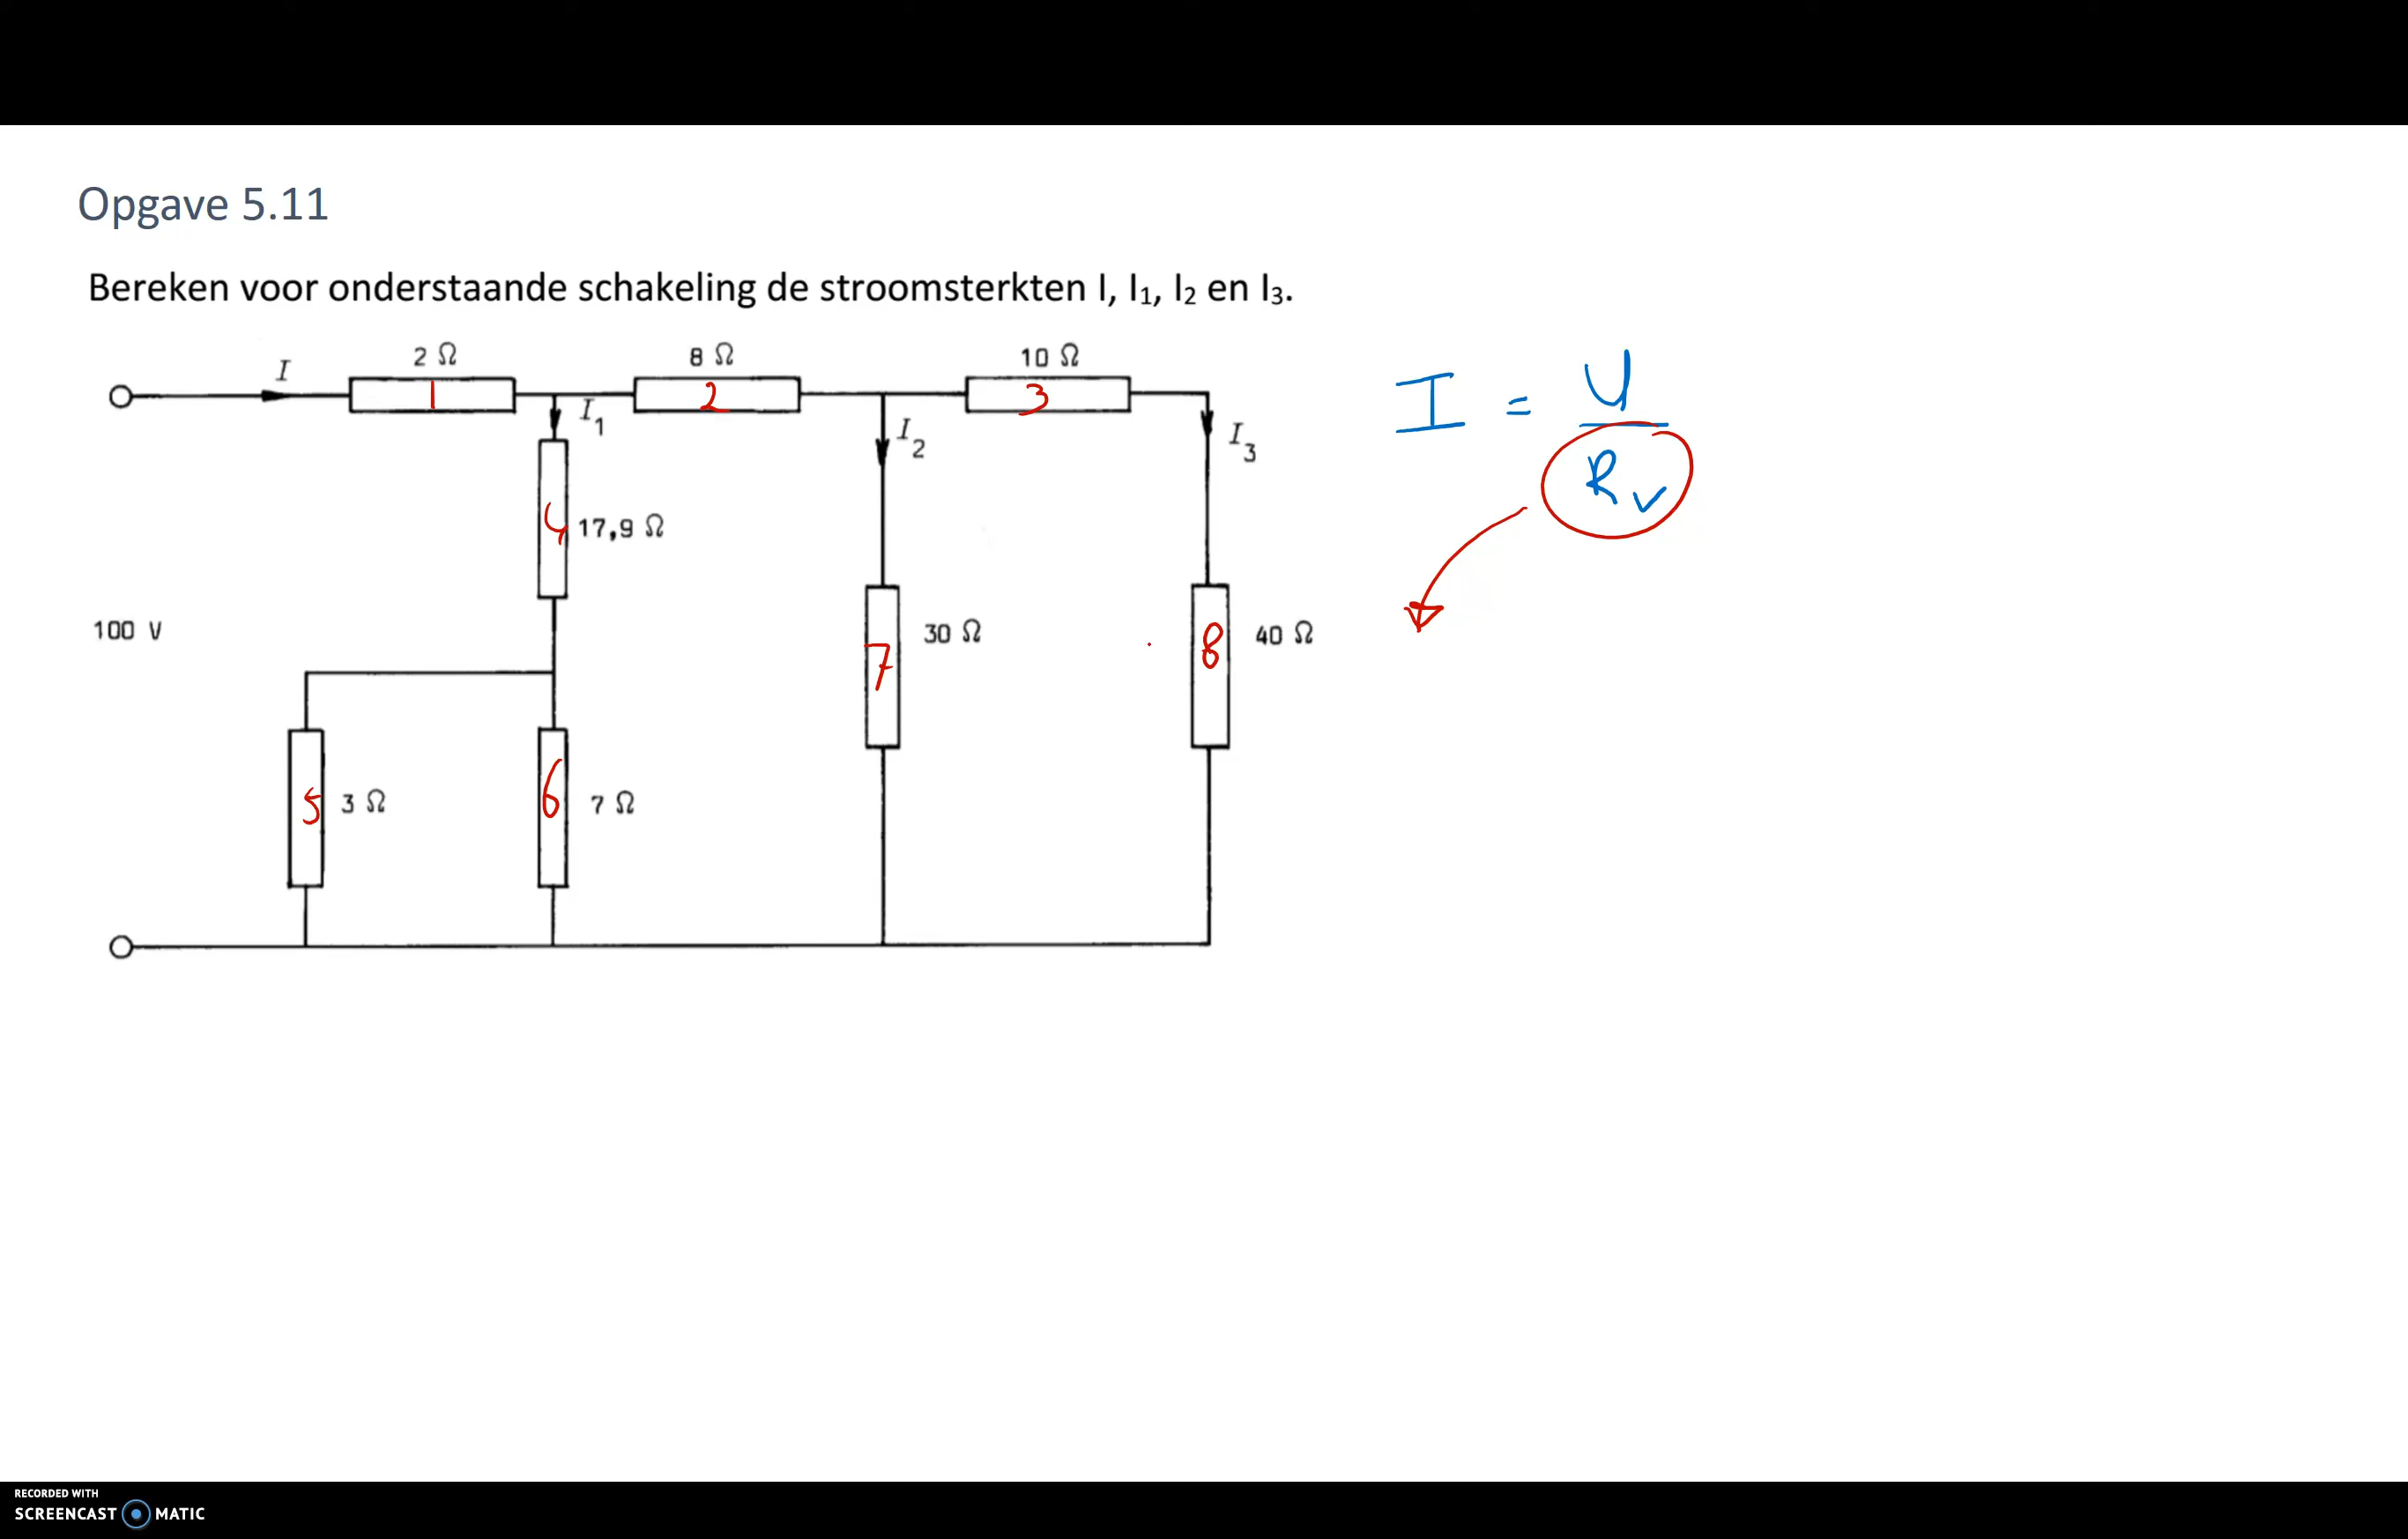 Opgave 5.11
Bereken voor onderstaande schakeling de stroomsterkten I, I₁, I₂ en I₃.
2 Ω 8 Ω 10 Ω
I 1 2 3 I = U
I₁ I₂ I₃ Rᵥ
4 17,9 Ω
100 V 7 30 Ω 8 40 Ω
5 3 Ω 6 7 Ω
RECORDED WITH
SCREENCAST MATIC